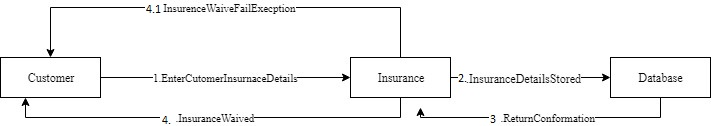 4.1 InsurenceWaiveFailExecption
Customer
1.EnterCutomerInsurnaceDetails
Insurance
2..InsuranceDetailsStored
Database
4. .InsuranceWaived
3 .ReturnConformation